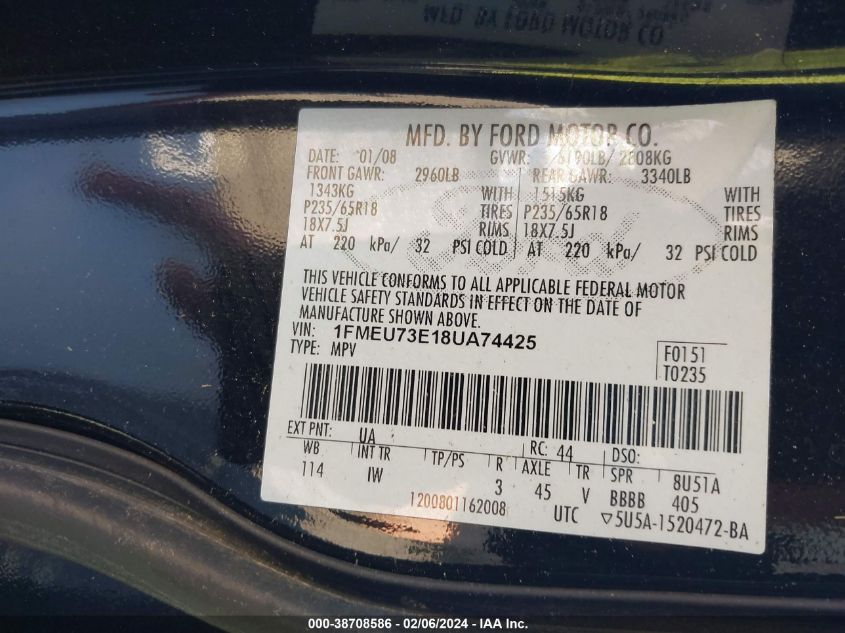 MFD. BY FORD MOTOR CO
MFD. BY FORD MOTOR CO.
DATE: 01/08 GVWR: 6190LB/ 2808KG
FRONT GAWR: 2960LB REAR GAWR: 3340LB
1343KG WITH 1515KG WITH
P235/65R18 TIRES P235/65R18 TIRES
18X7.5J RIMS 18X7.5J RIMS
AT 220 kPa/ 32 PSI COLD AT 220 kPa/ 32 PSI COLD
THIS VEHICLE CONFORMS TO ALL APPLICABLE FEDERAL MOTOR
VEHICLE SAFETY STANDARDS IN EFFECT ON THE DATE OF
MANUFACTURE SHOWN ABOVE.
VIN: 1FMEU73E18UA74425
TYPE: MPV
F0151
T0235
EXT PNT: UA RC: 44 DSO:
WB INT TR TP/PS R AXLE TR SPR 8U51A
114 IW 3 45 V BBBB 405
1200801162008 UTC ▽5U5A-1520472-BA
000-38708586 - 02/06/2024 - IAA, Inc.